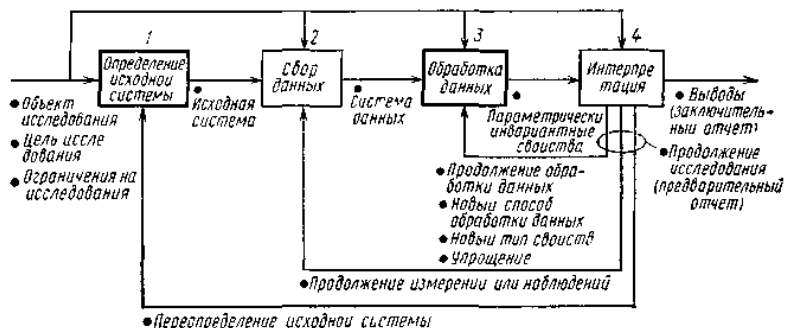 1
2
3
4
Определение
исходной
системы
Сбор
данных
Обработка
данных
Интерпре
тация
● Объект
исследования
● Цель иссле
дования
● Ограничения на
исследования
● Исходная
система
● Система
данных
● Параметрически
инвариантные
свойства
● Выводы
(заключитель-
ный отчет)
● Продолжение
исследования
(предварительный
отчет)
● Продолжение обра-
ботки данных
● Новый способ
обработки данных
● Новый тип свойств
● Упрощение
● Продолжение измерении или наблюдений
● Переопределение исходной системы